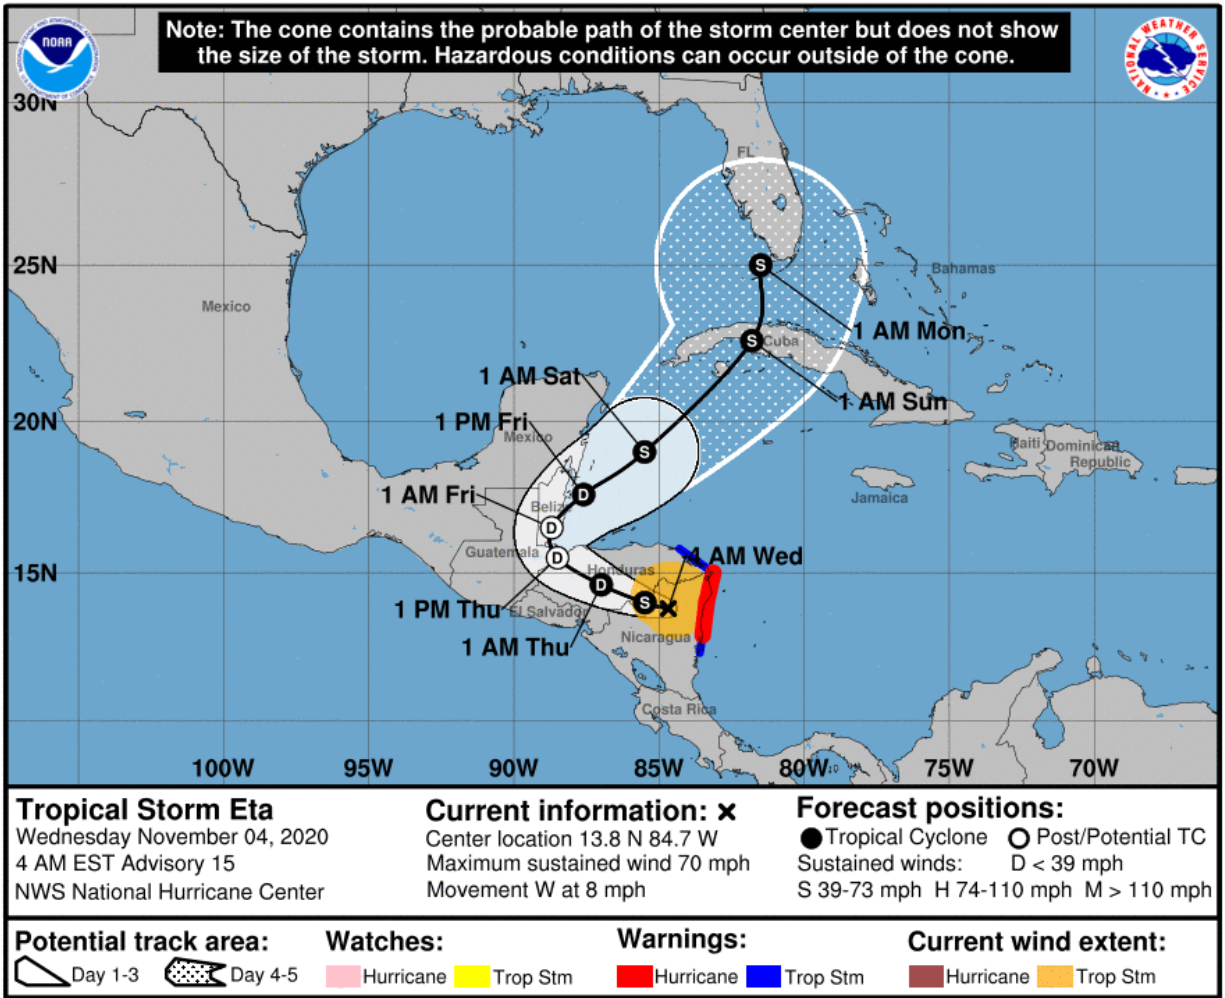 Note: The cone contains the probable path of the storm center but does not show
the size of the storm. Hazardous conditions can occur outside of the cone.
NOAA
NATIONAL WEATHER SERVICE
30N
FL
25N
Mexico
Bahamas
1 AM Mon
Cuba
1 AM Sat
1 AM Sun
20N
1 PM Fri
Mexico
Haiti
Dominican
Republic
1 AM Fri
Jamaica
Belize
Guatemala
4 AM Wed
15N
Honduras
1 PM Thu
El Salvador
Nicaragua
1 AM Thu
Costa Rica
S
S
S
D
D
D
D
S
100W 95W 90W 85W 80W 75W 70W
Tropical Storm Eta
Wednesday November 04, 2020
4 AM EST Advisory 15
NWS National Hurricane Center
Current information: x
Center location 13.8 N 84.7 W
Maximum sustained wind 70 mph
Movement W at 8 mph
Forecast positions:
Tropical Cyclone Post/Potential TC
Sustained winds: D < 39 mph
S 39-73 mph H 74-110 mph M > 110 mph
Potential track area:
Day 1-3 Day 4-5
Watches:
Hurricane Trop Stm
Warnings:
Hurricane Trop Stm
Current wind extent:
Hurricane Trop Stm